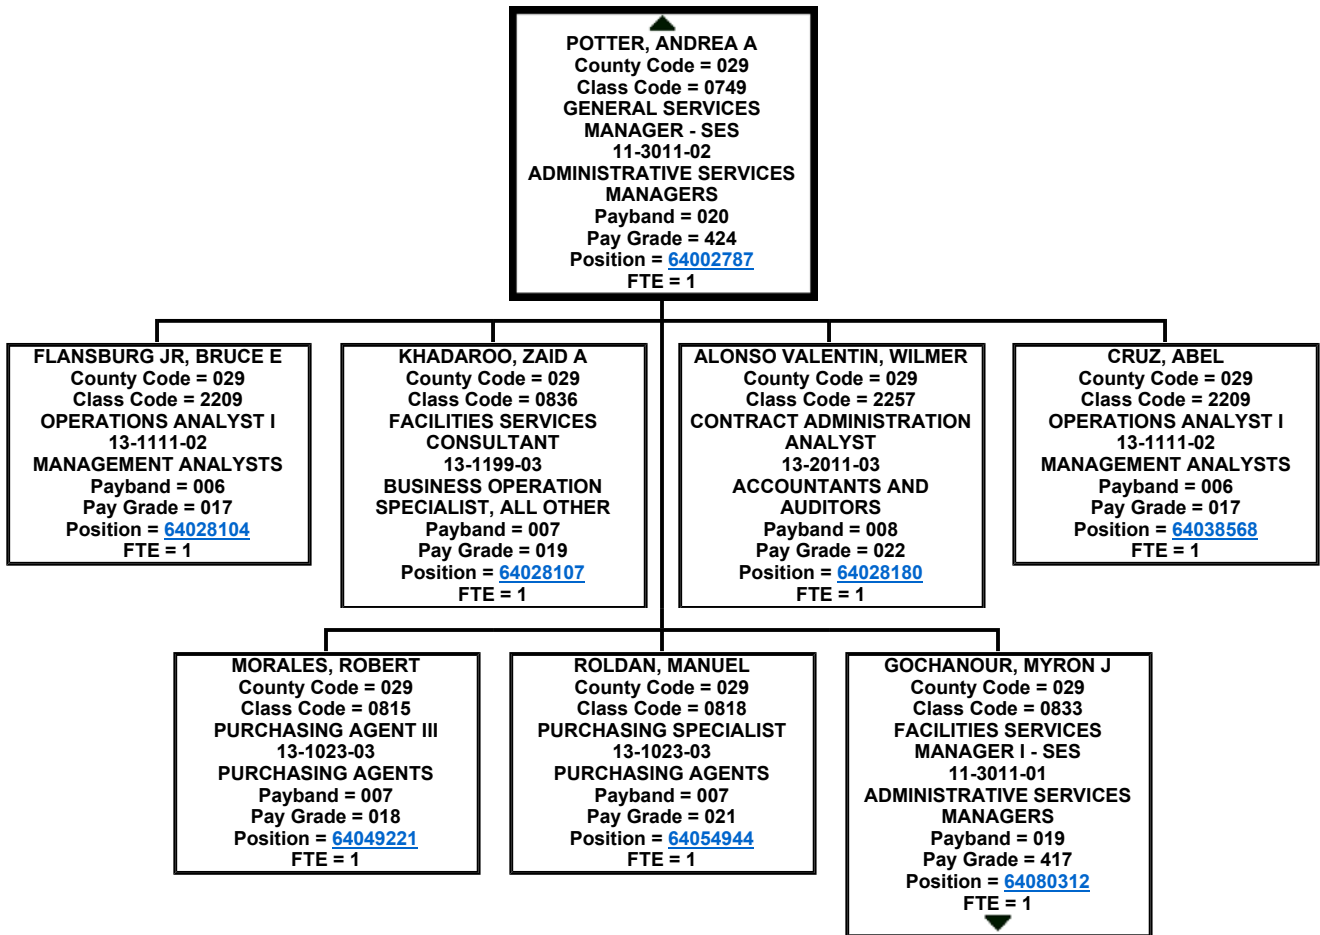 POTTER, ANDREA A
County Code = 029
Class Code = 0749
GENERAL SERVICES
MANAGER - SES
11-3011-02
ADMINISTRATIVE SERVICES
MANAGERS
Payband = 020
Pay Grade = 424
Position = 64002787
FTE = 1
FLANSBURG JR, BRUCE E
County Code = 029
Class Code = 2209
OPERATIONS ANALYST I
13-1111-02
MANAGEMENT ANALYSTS
Payband = 006
Pay Grade = 017
Position = 64028104
FTE = 1
KHADAROO, ZAID A
County Code = 029
Class Code = 0836
FACILITIES SERVICES
CONSULTANT
13-1199-03
BUSINESS OPERATION
SPECIALIST, ALL OTHER
Payband = 007
Pay Grade = 019
Position = 64028107
FTE = 1
ALONSO VALENTIN, WILMER
County Code = 029
Class Code = 2257
CONTRACT ADMINISTRATION
ANALYST
13-2011-03
ACCOUNTANTS AND
AUDITORS
Payband = 008
Pay Grade = 022
Position = 64028180
FTE = 1
CRUZ, ABEL
County Code = 029
Class Code = 2209
OPERATIONS ANALYST I
13-1111-02
MANAGEMENT ANALYSTS
Payband = 006
Pay Grade = 017
Position = 64038568
FTE = 1
MORALES, ROBERT
County Code = 029
Class Code = 0815
PURCHASING AGENT III
13-1023-03
PURCHASING AGENTS
Payband = 007
Pay Grade = 018
Position = 64049221
FTE = 1
ROLDAN, MANUEL
County Code = 029
Class Code = 0818
PURCHASING SPECIALIST
13-1023-03
PURCHASING AGENTS
Payband = 007
Pay Grade = 021
Position = 64054944
FTE = 1
GOCHANOUR, MYRON J
County Code = 029
Class Code = 0833
FACILITIES SERVICES
MANAGER I - SES
11-3011-01
ADMINISTRATIVE SERVICES
MANAGERS
Payband = 019
Pay Grade = 417
Position = 64080312
FTE = 1